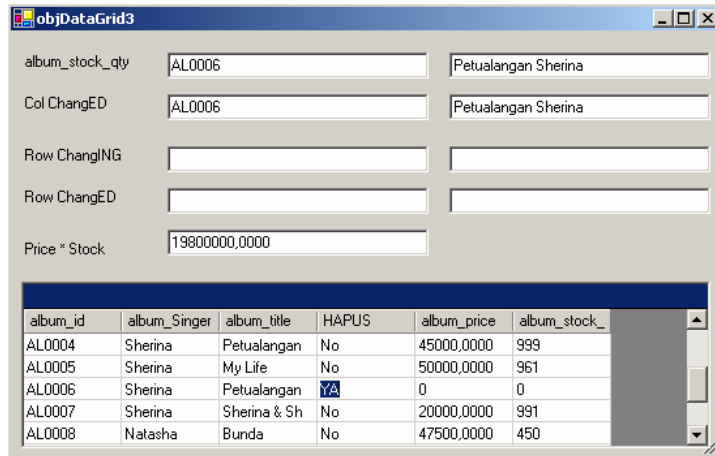 objDataGrid3
album_stock_qty AL0006 Petualangan Sherina
Col ChangED AL0006 Petualangan Sherina
Row ChangING
Row ChangED
Price * Stock 19800000,0000
album_id album_Singer album_title HAPUS album_price album_stock_
AL0004 Sherina Petualangan No 45000,0000 999
AL0005 Sherina My Life No 50000,0000 961
AL0006 Sherina Petualangan YA 0 0
AL0007 Sherina Sherina & Sh No 20000,0000 991
AL0008 Natasha Bunda No 47500,0000 450